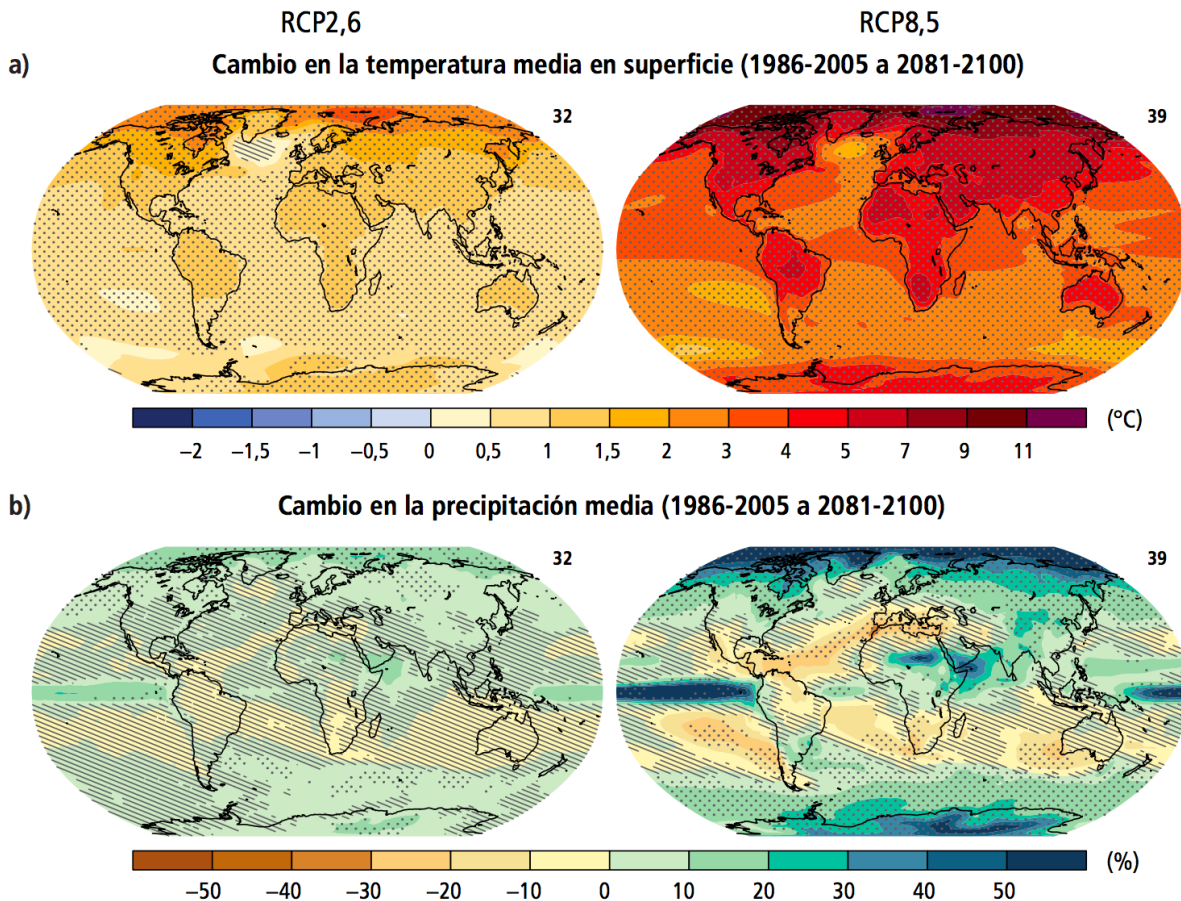 RCP2,6 RCP8,5
a) Cambio en la temperatura media en superficie (1986-2005 a 2081-2100)
32 39
−2 −1,5 −1 −0,5 0 0,5 1 1,5 2 3 4 5 7 9 11 (°C)
b) Cambio en la precipitación media (1986-2005 a 2081-2100)
32 39
−50 −40 −30 −20 −10 0 10 20 30 40 50 (%)